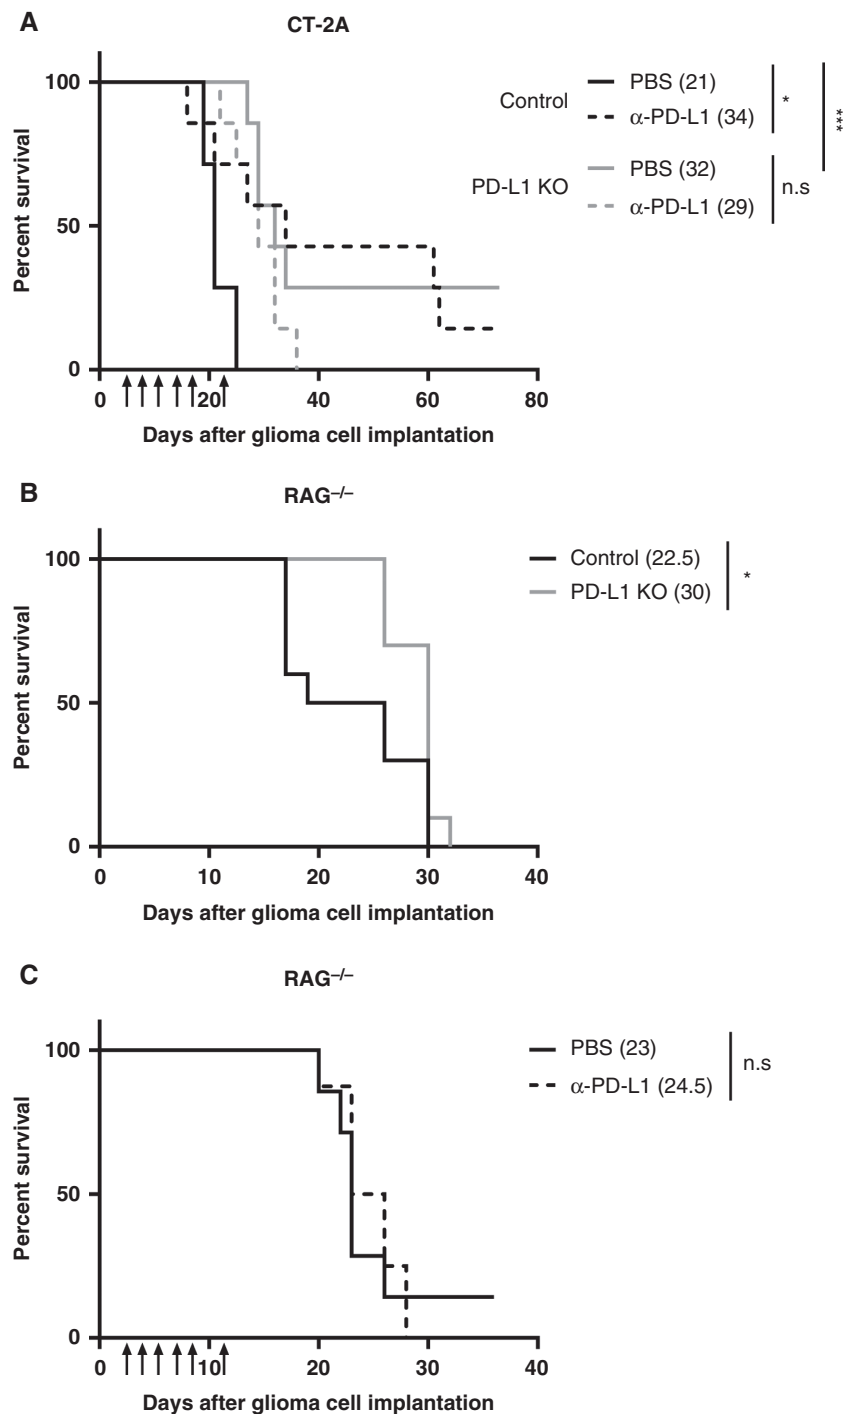 A
CT-2A
100
50
0
Percent survival
0 20 40 60 80
Days after glioma cell implantation
Control
PBS (21)
α-PD-L1 (34)
*
***
PD-L1 KO
PBS (32)
α-PD-L1 (29)
n.s
B
RAG–/–
100
50
0
Percent survival
0 10 20 30 40
Days after glioma cell implantation
Control (22.5)
PD-L1 KO (30)
*
C
RAG–/–
100
50
0
Percent survival
0 10 20 30 40
Days after glioma cell implantation
PBS (23)
α-PD-L1 (24.5)
n.s